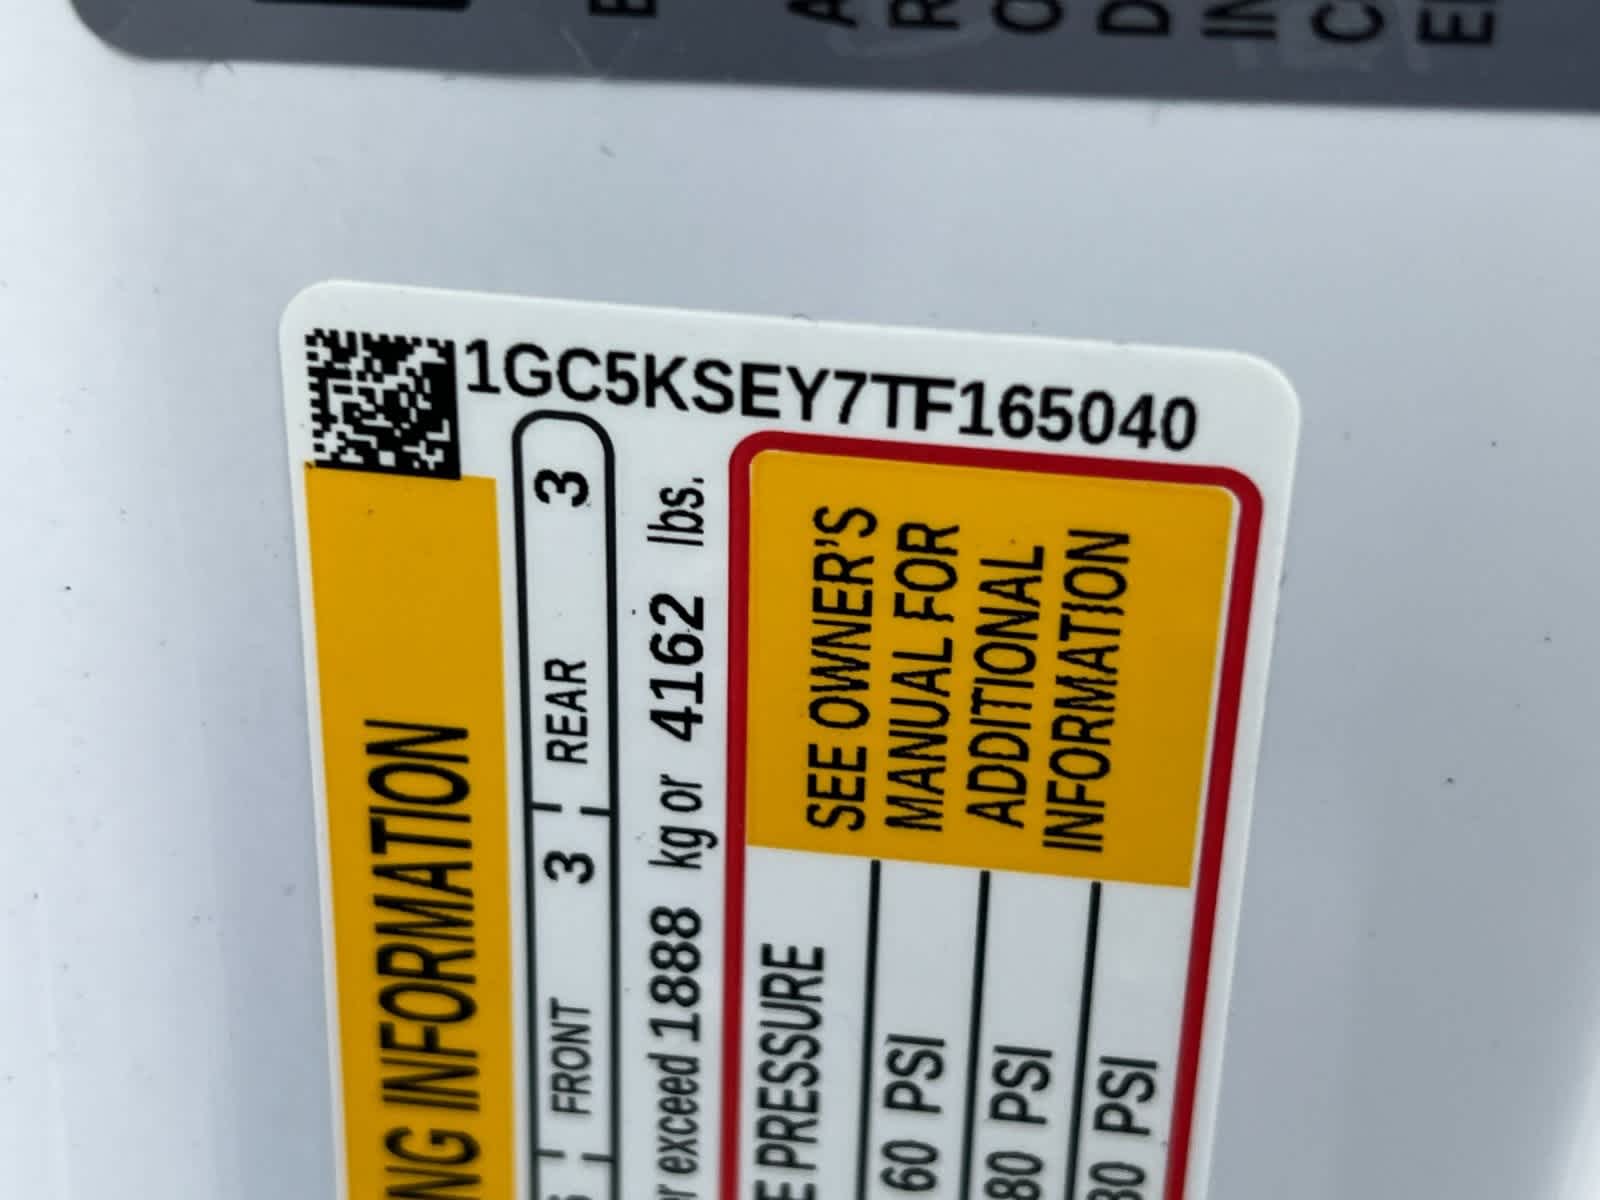 1GC5KSEY7TF165040
ING INFORMATION
FRONT 3 REAR 3
exceed 1888 kg or 4162 lbs.
PRESSURE
SEE OWNER'S
MANUAL FOR
ADDITIONAL
INFORMATION
60 PSI
80 PSI
80 PSI